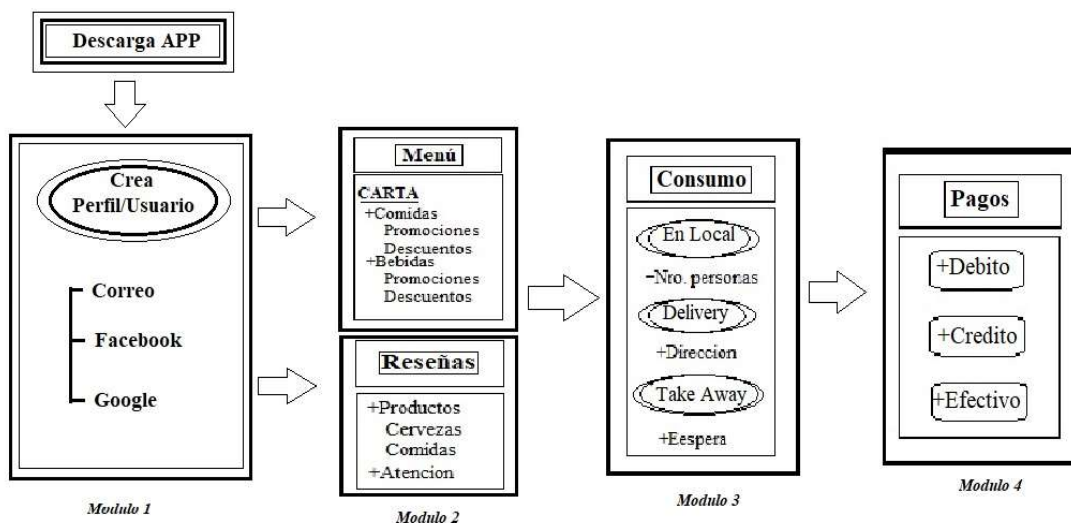 Descarga APP
Crea
Perfil/Usuario
Correo
Facebook
Google
Modulo 1
Menú
CARTA
+Comidas
Promociones
Descuentos
+Bebidas
Promociones
Descuentos
Reseñas
+Productos
Cervezas
Comidas
+Atencion
Modulo 2
Consumo
En Local
+Nro. personas
Delivery
+Direccion
Take Away
+Eespera
Modulo 3
Pagos
+Debito
+Credito
+Efectivo
Modulo 4